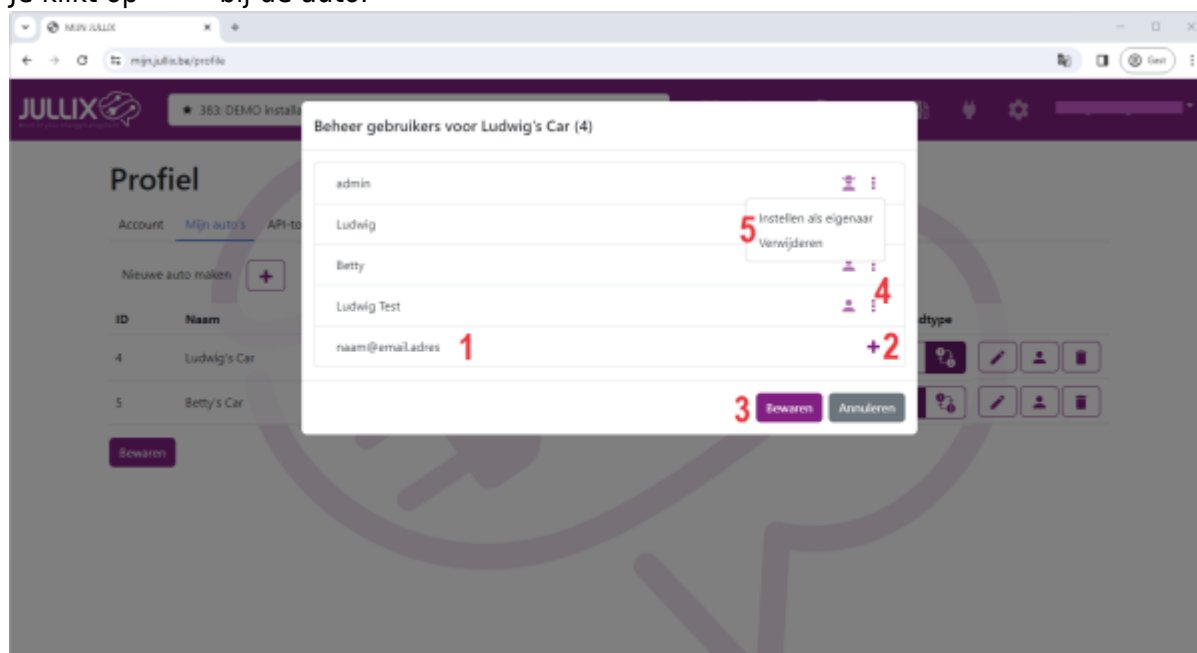 MIJN JULLIX
mijn.jullix.be/profile
Gast
JULLIX
★ 383: DEMO installa
Beheer gebruikers voor Ludwig's Car (4)
Profiel
admin
Account Mijn auto's API-to
Ludwig
5
Instellen als eigenaar
Verwijderen
Nieuwe auto maken +
Betty
4
Ludwig Test
ID Naam dtype
naam@email.adres 1 + 2
4 Ludwig's Car
5 Betty's Car
3 Bewaren Annuleren
Bewaren